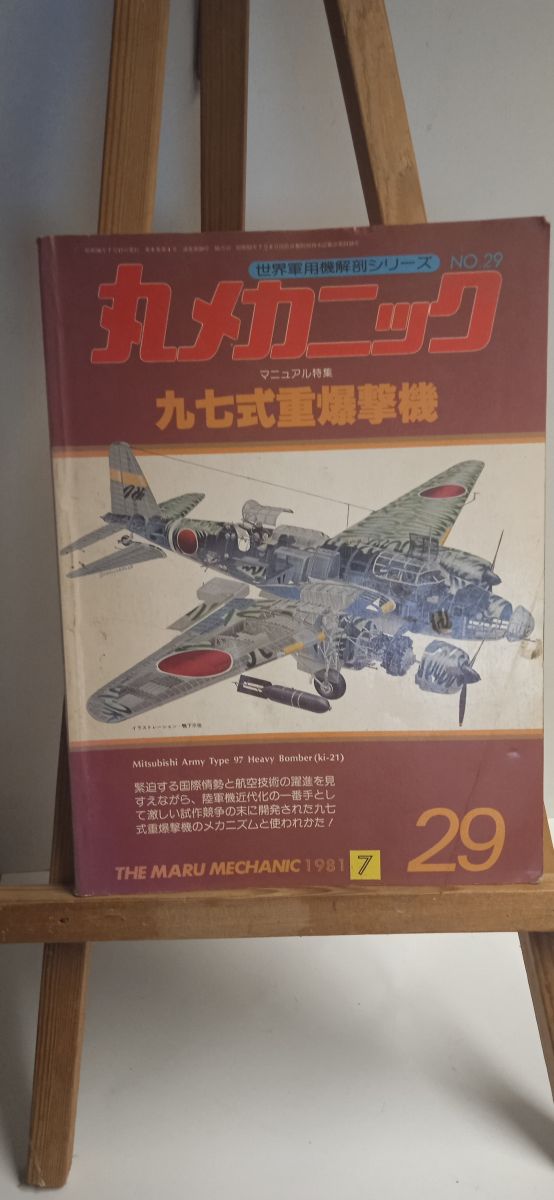 世界軍用機解剖シリーズ NO.29
丸メカニック
マニュアル特集
九七式重爆撃機
Mitsubishi Army Type 97 Heavy Bomber (ki-21)
緊迫する国際情勢と航空技術の躍進を見
すえながら、陸軍機近代化の一番手とし
て激しい試作競争の末に開発された九七
式重爆撃機のメカニズムと使われかた!
THE MARU MECHANIC 1981 7
29